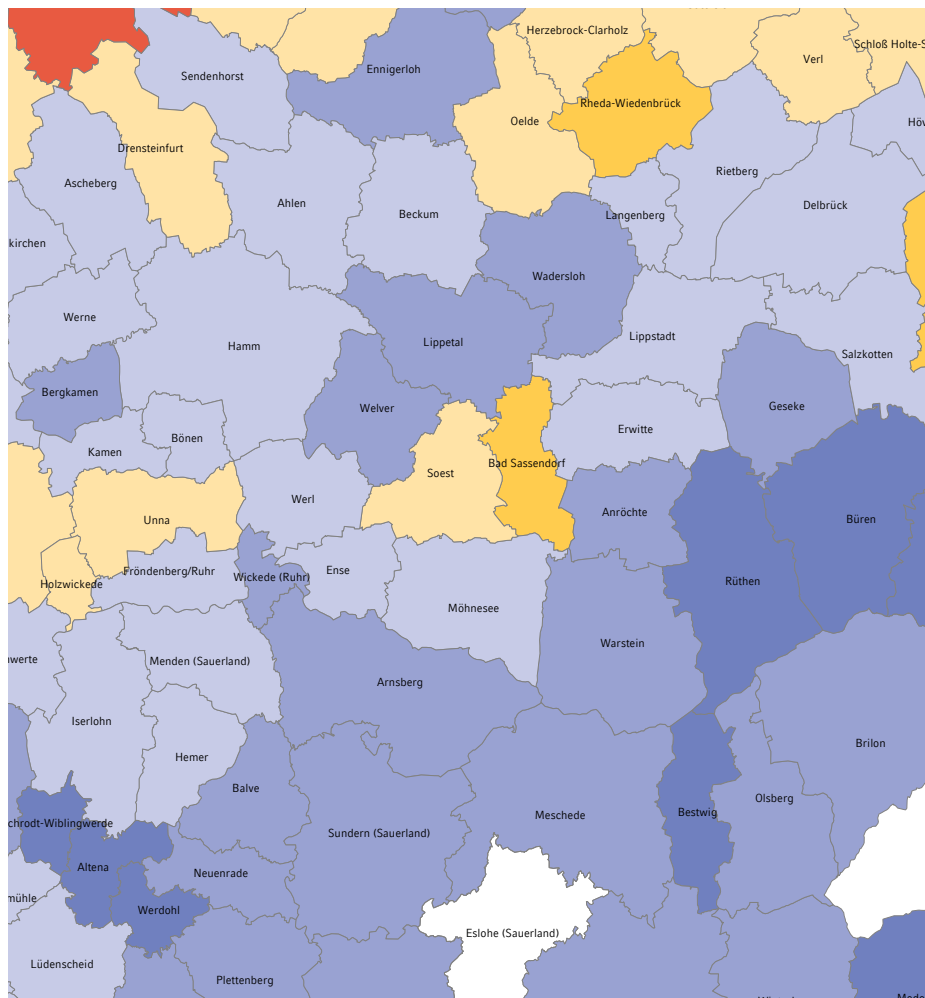 Herzebrock-Clarholz
Schloß Holte-S
Verl
Ennigerloh
Sendenhorst
Rheda-Wiedenbrück
Oelde
Höv
Drensteinfurt
Rietberg
Ascheberg
Ahlen
Delbrück
Beckum
Langenberg
kirchen
Wadersloh
Werne
Lippstadt
Lippetal
Hamm
Salzkotten
Bergkamen
Geseke
Welver
Erwitte
Bönen
Kamen
Bad Sassendorf
Soest
Werl
Anröchte
Unna
Büren
Ense
Fröndenberg/Ruhr
Wickede (Ruhr)
Rüthen
Holzwickede
Möhnesee
Warstein
werte
Menden (Sauerland)
Arnsberg
Iserlohn
Brilon
Hemer
Balve
Olsberg
Bestwig
Meschede
chrodt-Wiblingwerde
Sundern (Sauerland)
Altena
Neuenrade
mühle
Werdohl
Eslohe (Sauerland)
Lüdenscheid
Plettenberg